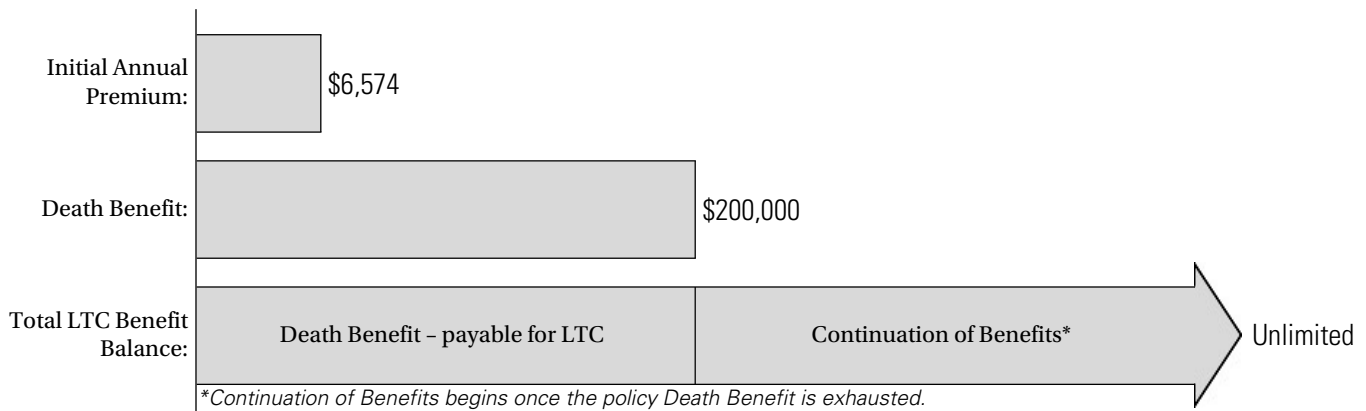 Initial Annual
Premium:
$6,574
Death Benefit:
$200,000
Total LTC Benefit
Balance:
Death Benefit – payable for LTC
Continuation of Benefits*
Unlimited
*Continuation of Benefits begins once the policy Death Benefit is exhausted.